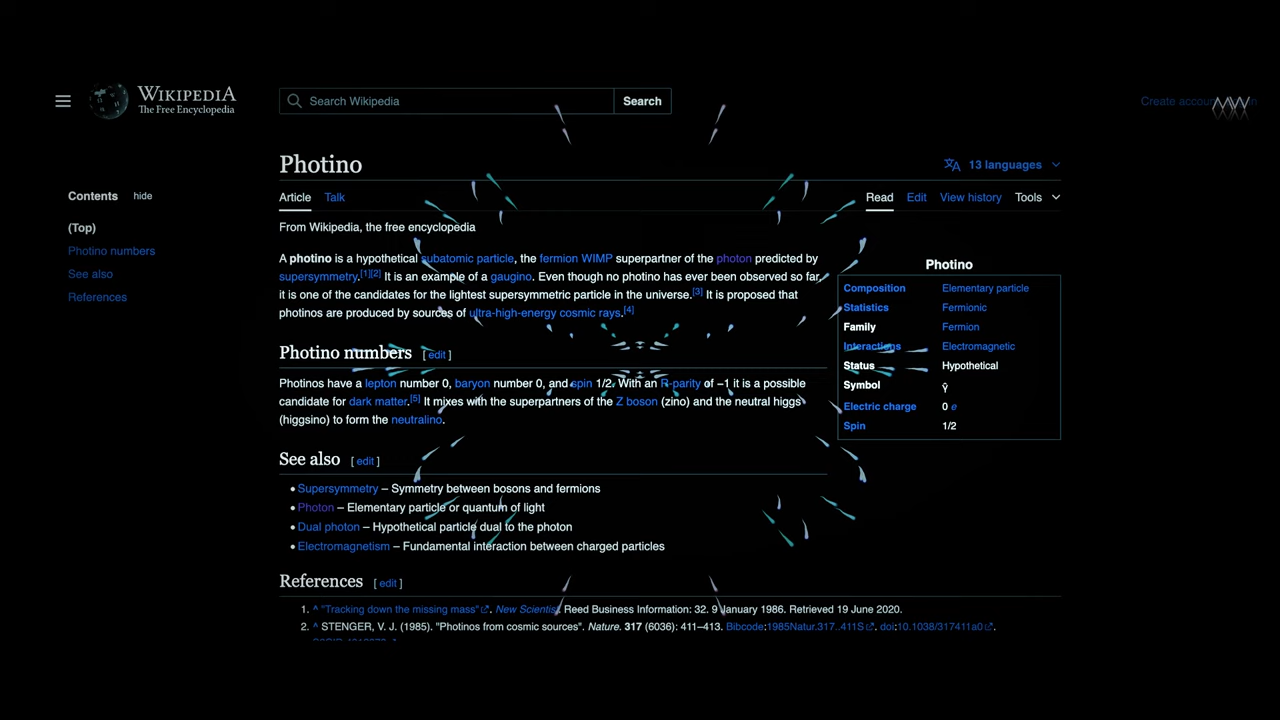 WIKIPEDIA
The Free Encyclopedia
Search Wikipedia
Search
Create accou
MW
Photino
13 languages
Contents hide
Article Talk
Read Edit View history Tools
(Top)
From Wikipedia, the free encyclopedia
Photino numbers
See also
References
A photino is a hypothetical subatomic particle, the fermion WIMP superpartner of the photon predicted by
supersymmetry.[1][2] It is an example of a gaugino. Even though no photino has ever been observed so far,
it is one of the candidates for the lightest supersymmetric particle in the universe.[3] It is proposed that
photinos are produced by sources of ultra-high-energy cosmic rays.[4]
Photino
Composition Elementary particle
Statistics Fermionic
Family Fermion
Interactions Electromagnetic
Status Hypothetical
Symbol γ̃
Electric charge 0 e
Spin 1/2
Photino numbers [ edit ]
Photinos have a lepton number 0, baryon number 0, and spin 1/2. With an R-parity of −1 it is a possible
candidate for dark matter.[5] It mixes with the superpartners of the Z boson (zino) and the neutral higgs
(higgsino) to form the neutralino.
See also [ edit ]
• Supersymmetry – Symmetry between bosons and fermions
• Photon – Elementary particle or quantum of light
• Dual photon – Hypothetical particle dual to the photon
• Electromagnetism – Fundamental interaction between charged particles
References [ edit ]
1. ^ "Tracking down the missing mass". New Scientist. Reed Business Information: 32. 9 January 1986. Retrieved 19 June 2020.
2. ^ STENGER, V. J. (1985). "Photinos from cosmic sources". Nature. 317 (6036): 411–413. Bibcode:1985Natur.317..411S. doi:10.1038/317411a0.